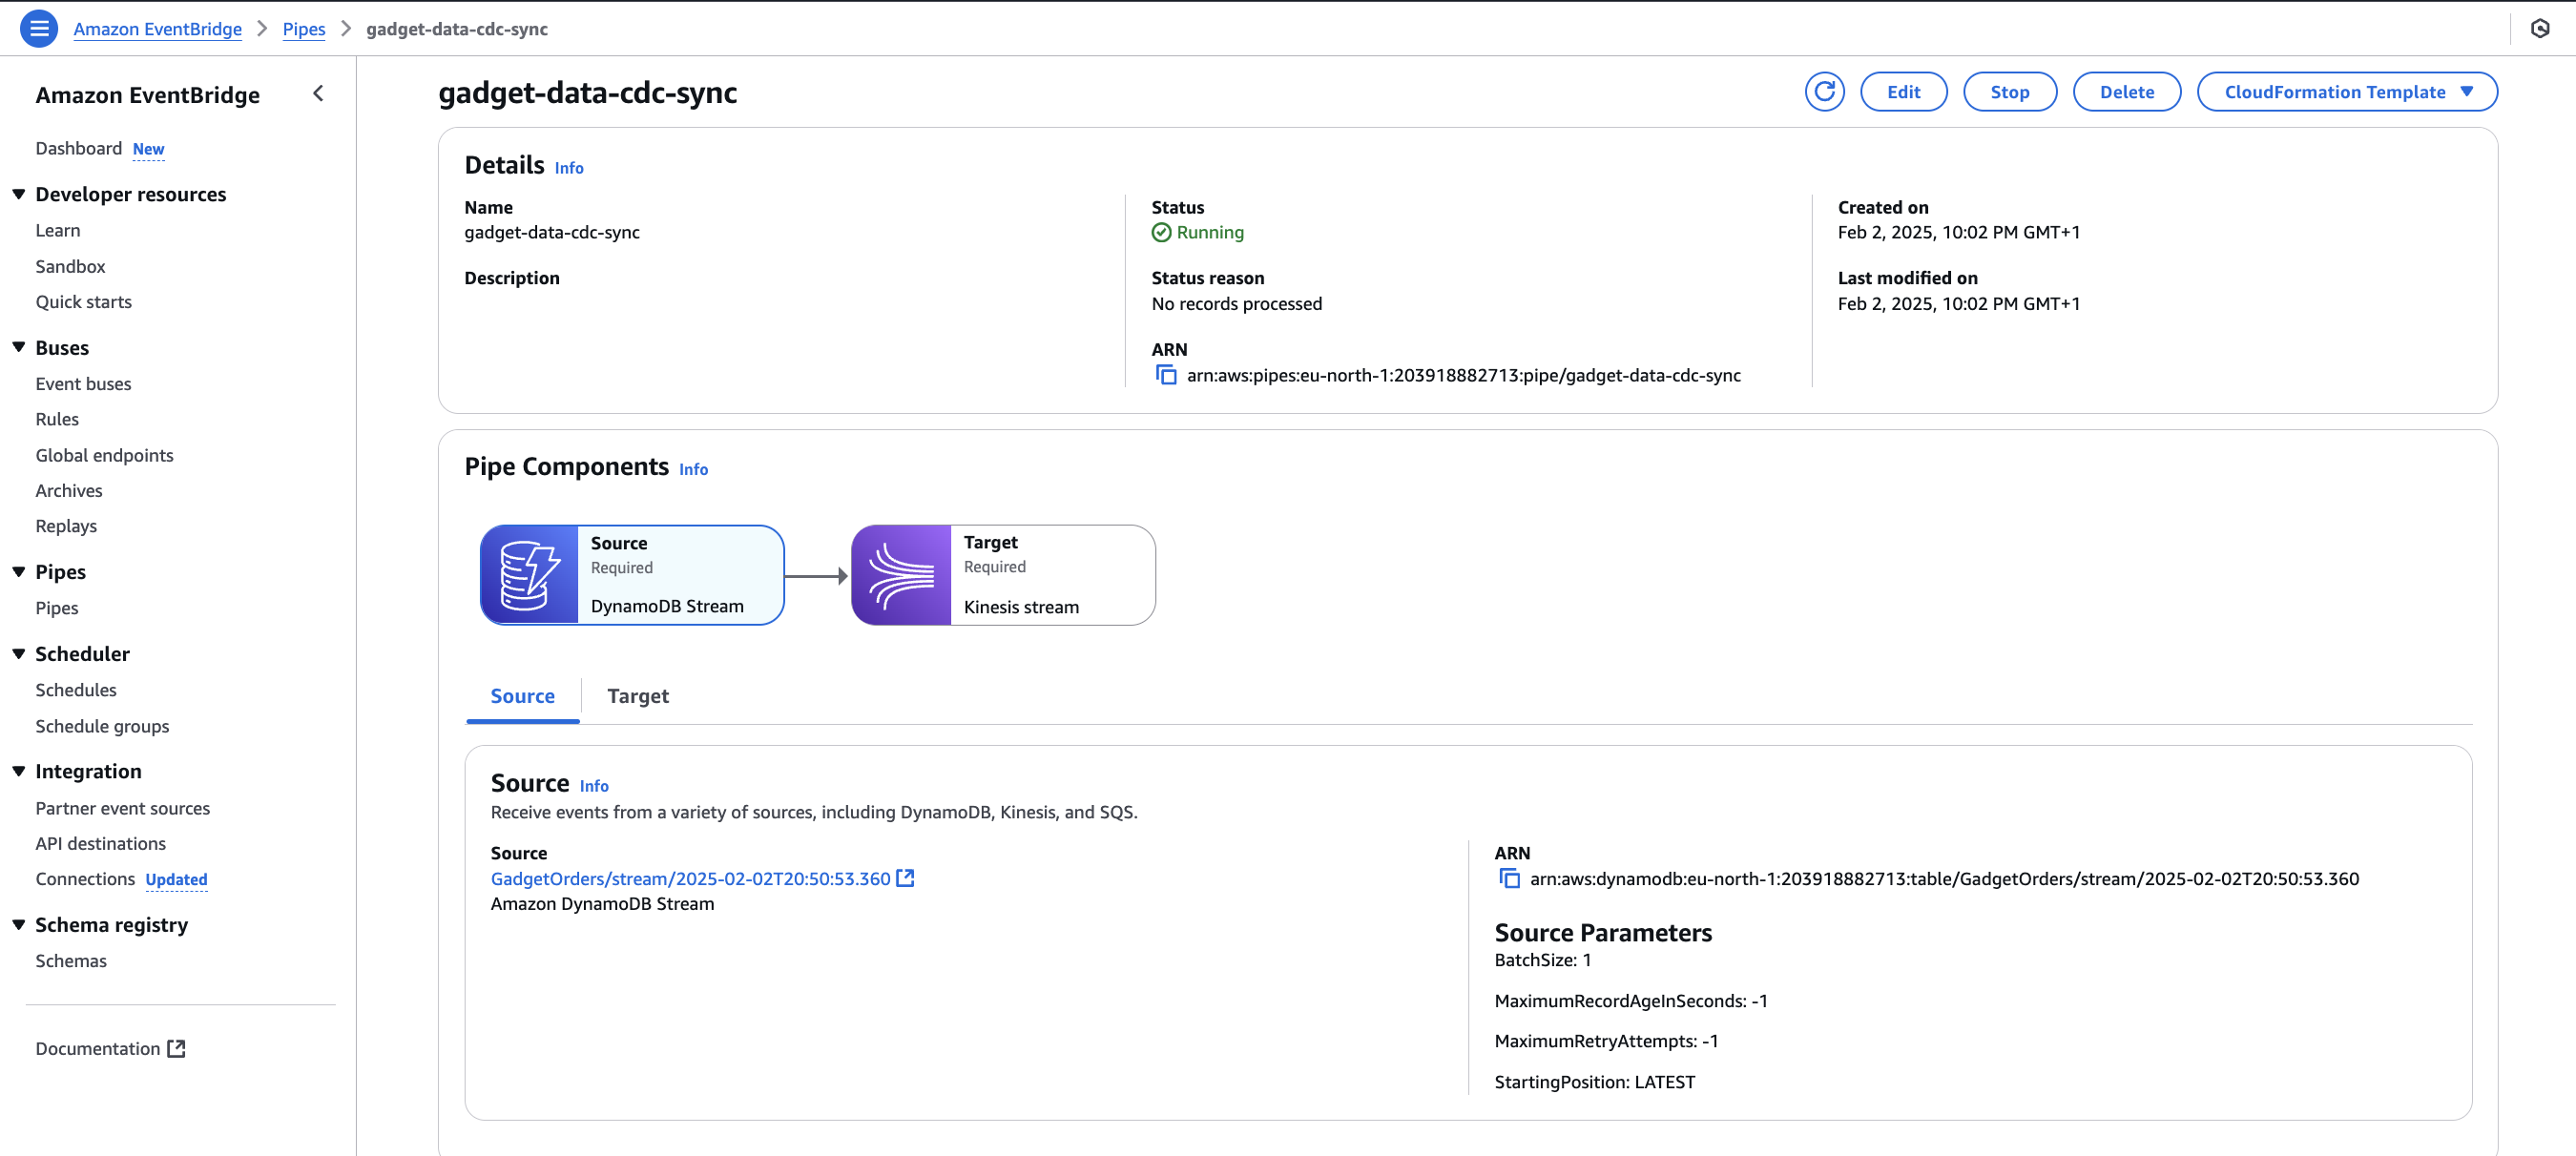 Amazon EventBridge > Pipes > gadget-data-cdc-sync
Amazon EventBridge
Dashboard New
Developer resources
Learn
Sandbox
Quick starts
Buses
Event buses
Rules
Global endpoints
Archives
Replays
Pipes
Pipes
Scheduler
Schedules
Schedule groups
Integration
Partner event sources
API destinations
Connections Updated
Schema registry
Schemas
Documentation
gadget-data-cdc-sync
Edit
Stop
Delete
CloudFormation Template
Details Info
Name
gadget-data-cdc-sync
Description
Status
Running
Status reason
No records processed
ARN
arn:aws:pipes:eu-north-1:203918882713:pipe/gadget-data-cdc-sync
Created on
Feb 2, 2025, 10:02 PM GMT+1
Last modified on
Feb 2, 2025, 10:02 PM GMT+1
Pipe Components Info
Source
Required
DynamoDB Stream
Target
Required
Kinesis stream
Source
Target
Source Info
Receive events from a variety of sources, including DynamoDB, Kinesis, and SQS.
Source
GadgetOrders/stream/2025-02-02T20:50:53.360
Amazon DynamoDB Stream
ARN
arn:aws:dynamodb:eu-north-1:203918882713:table/GadgetOrders/stream/2025-02-02T20:50:53.360
Source Parameters
BatchSize: 1
MaximumRecordAgeInSeconds: -1
MaximumRetryAttempts: -1
StartingPosition: LATEST